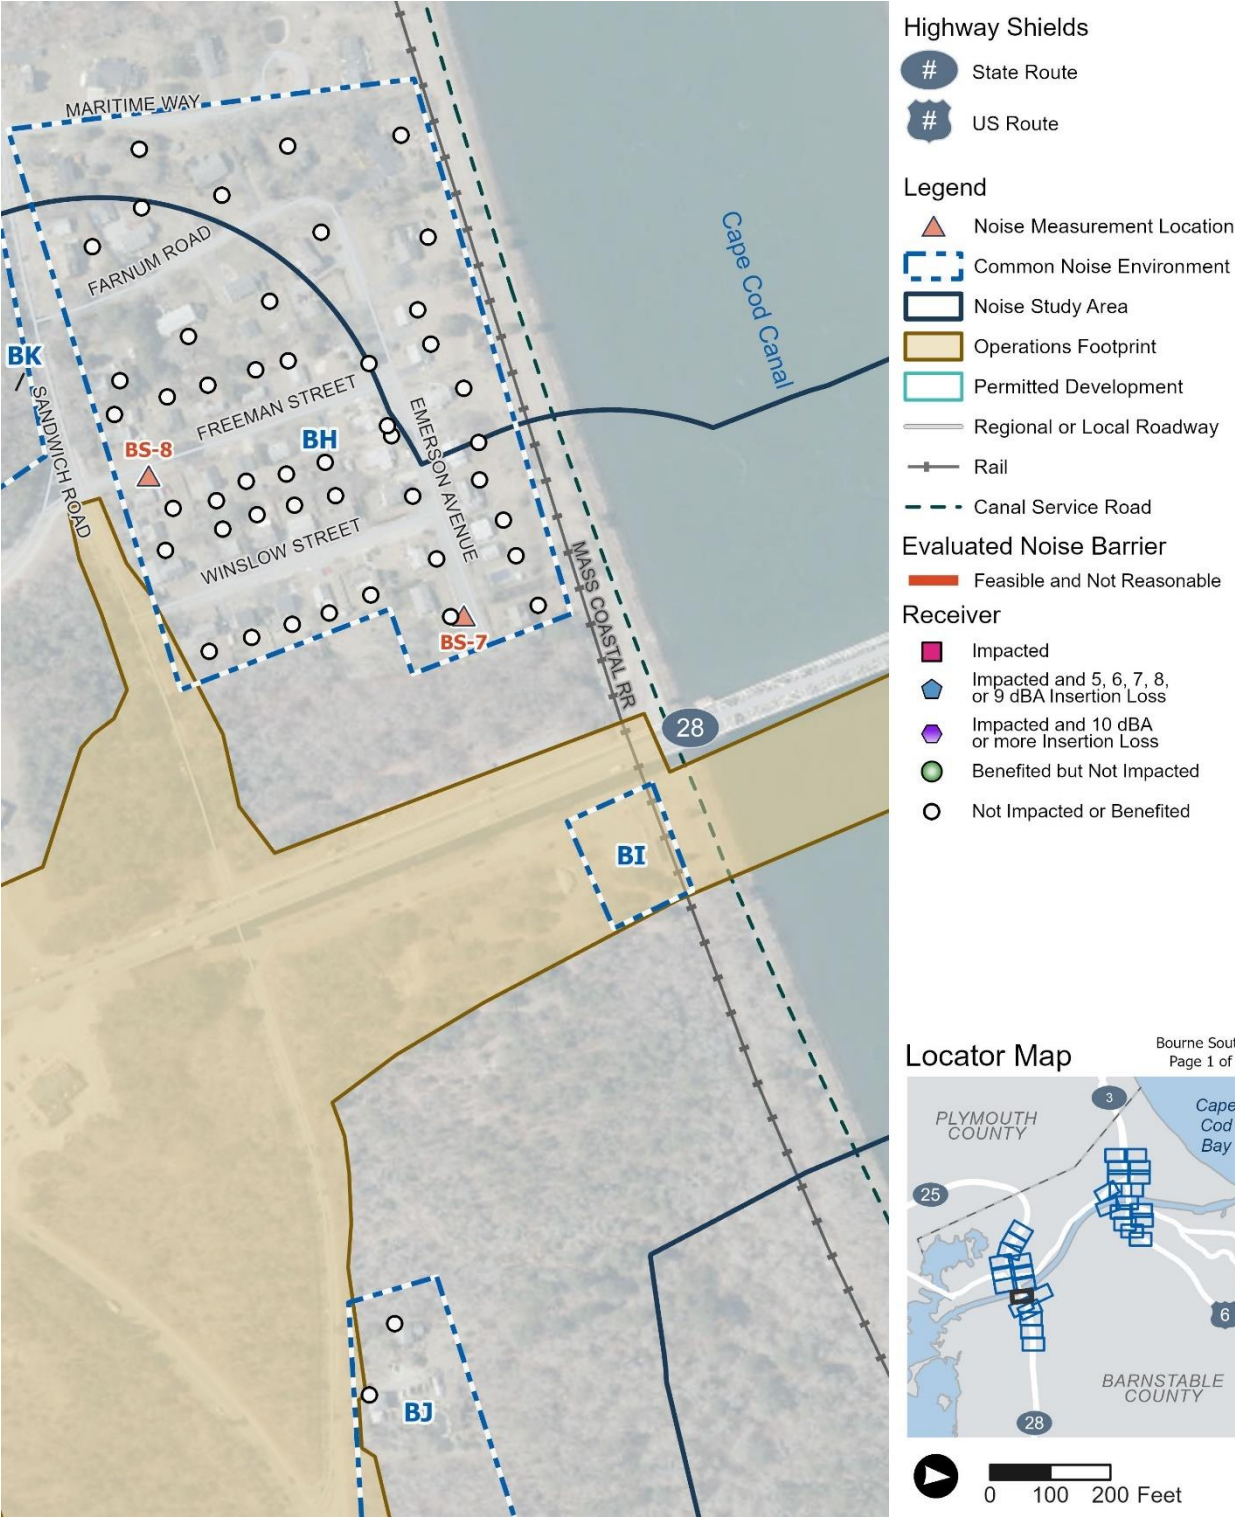 MARITIME WAY
FARNUM ROAD
BK
SANDWICH ROAD
FREEMAN STREET
EMERSON AVENUE
BS-8
BH
WINSLOW STREET
BS-7
MASS COASTAL RR
Cape Cod Canal
28
BI
BJ
Highway Shields
# State Route
# US Route
Legend
Noise Measurement Location
Common Noise Environment
Noise Study Area
Operations Footprint
Permitted Development
Regional or Local Roadway
Rail
Canal Service Road
Evaluated Noise Barrier
Feasible and Not Reasonable
Receiver
Impacted
Impacted and 5, 6, 7, 8,
or 9 dBA Insertion Loss
Impacted and 10 dBA
or more Insertion Loss
Benefited but Not Impacted
Not Impacted or Benefited
Locator Map
Bourne Sout
Page 1 of
3
PLYMOUTH
COUNTY
Cape
Cod
Bay
25
6
BARNSTABLE
COUNTY
28
0 100 200 Feet